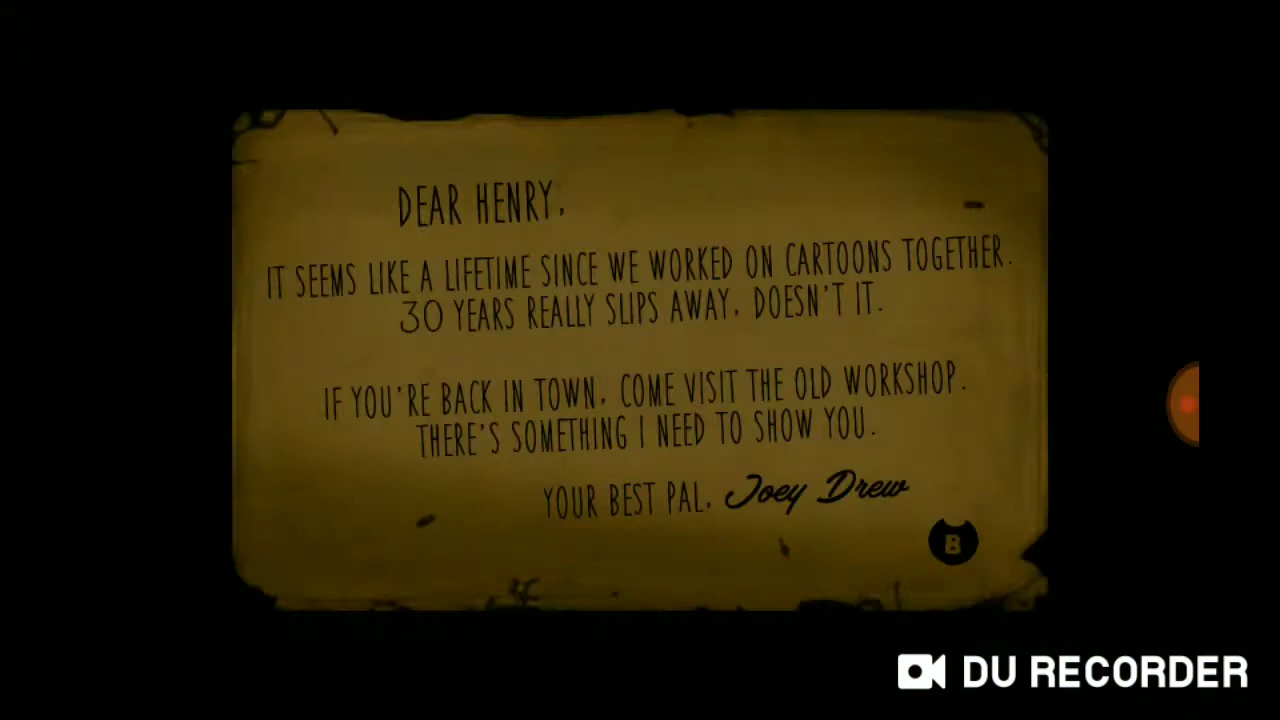 DEAR HENRY,
IT SEEMS LIKE A LIFETIME SINCE WE WORKED ON CARTOONS TOGETHER.
30 YEARS REALLY SLIPS AWAY, DOESN'T IT.
IF YOU'RE BACK IN TOWN, COME VISIT THE OLD WORKSHOP.
THERE'S SOMETHING I NEED TO SHOW YOU.
YOUR BEST PAL, Joey Drew
B
DU RECORDER